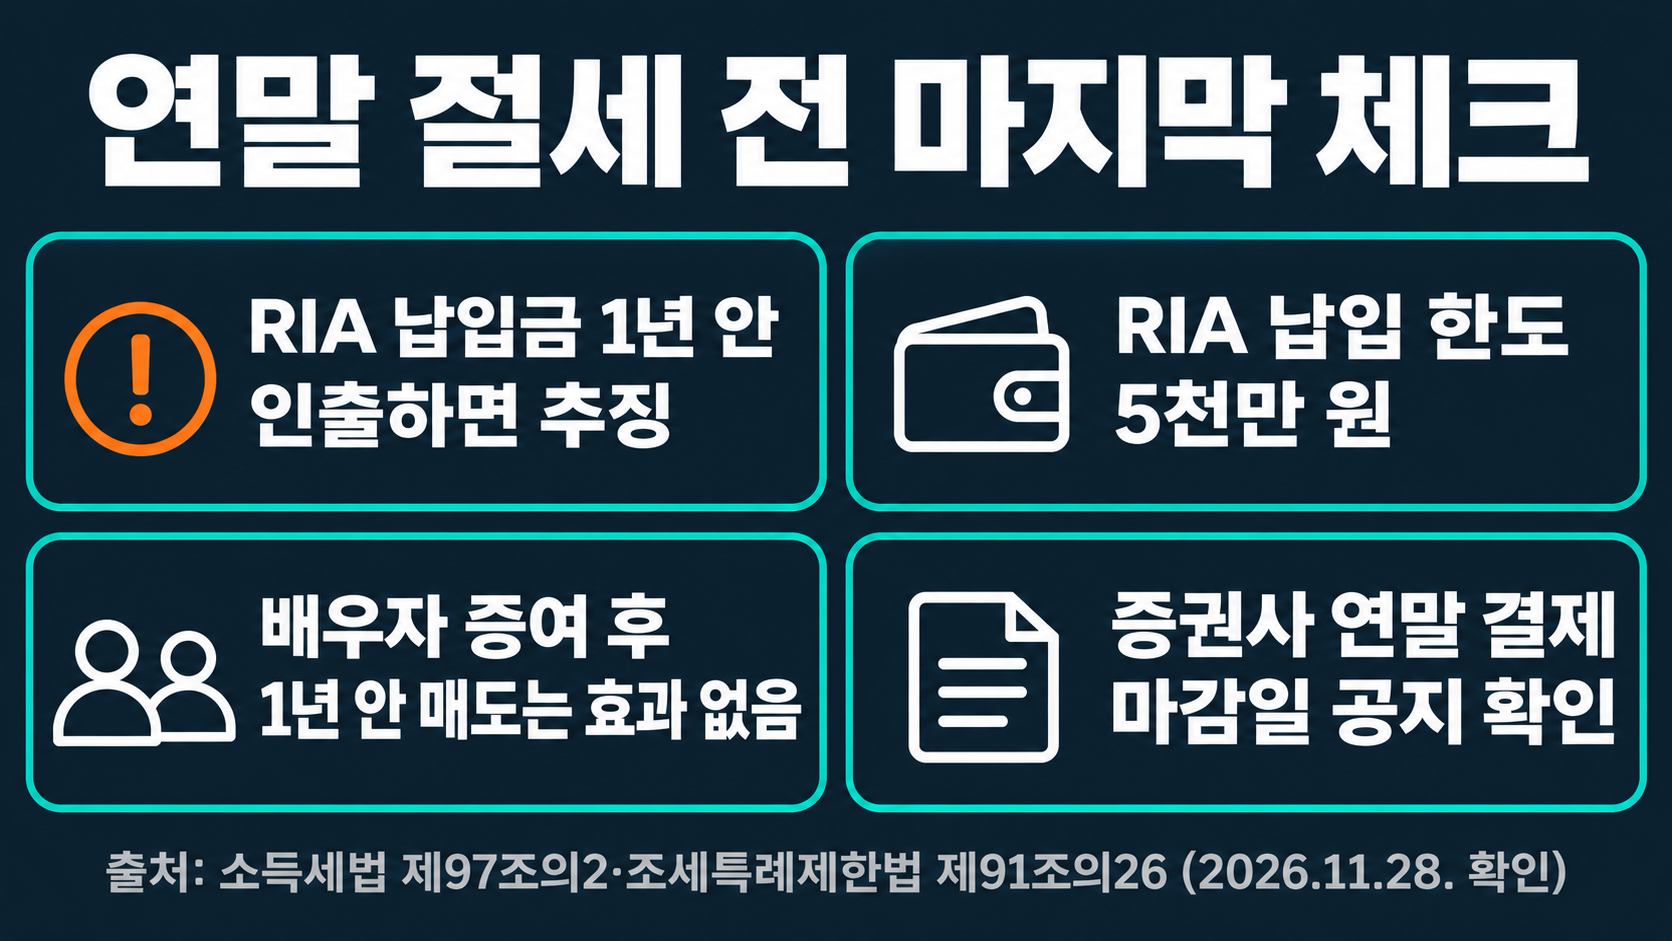 연말 절세 전 마지막 체크
RIA 납입금 1년 안
인출하면 추징
RIA 납입 한도
5천만 원
배우자 증여 후
1년 안 매도는 효과 없음
증권사 연말 결제
마감일 공지 확인
출처: 소득세법 제97조의2·조세특례제한법 제91조의26 (2026.11.28. 확인)